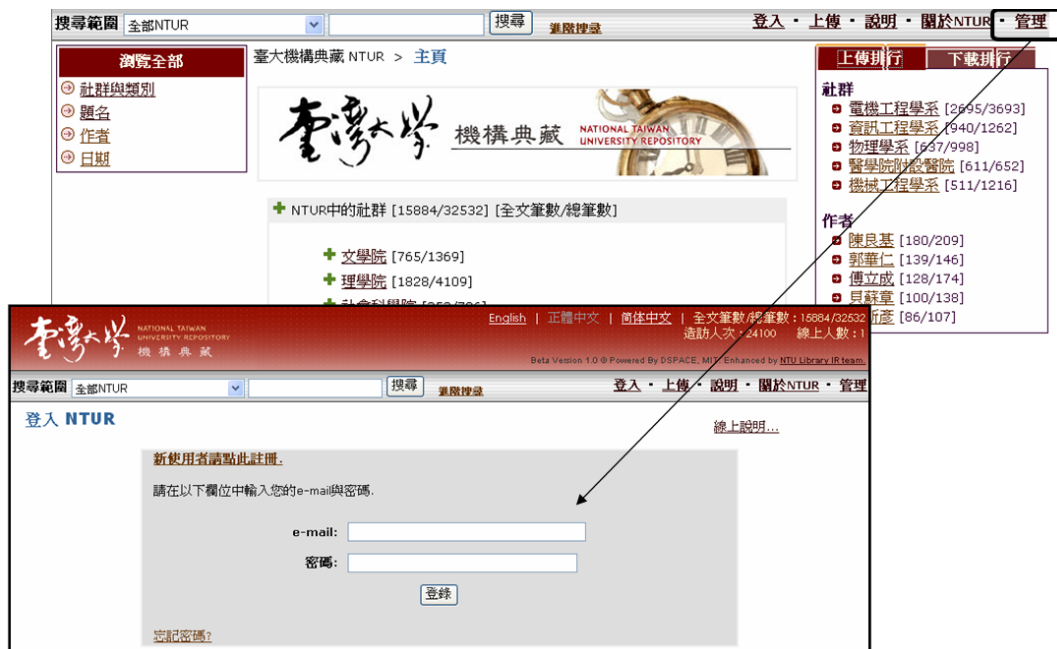 搜尋範圍 全部NTUR 搜尋 進階搜尋 登入 • 上傳 • 說明 • 關於NTUR • 管理
瀏覽全部
社群與類別
題名
作者
日期
臺大機構典藏 NTUR > 主頁
臺灣大學 機構典藏 NATIONAL TAIWAN
UNIVERSITY REPOSITORY
NTUR中的社群 [15884/32532] [全文筆數/總筆數]
文學院 [765/1369]
理學院 [1828/4109]
上傳排行 下載排行
社群
電機工程學系 [2695/3693]
資訊工程學系 [940/1262]
物理學系 [637/998]
醫學院附設醫院 [611/652]
機械工程學系 [511/1216]
作者
陳良基 [180/209]
郭華仁 [139/146]
傅立成 [128/174]
貝蘇章 [100/138]
[86/107]
臺灣大學 NATIONAL TAIWAN
UNIVERSITY REPOSITORY
機構典藏
English | 正體中文 | 简体中文 | 全文筆數/總筆數 : 15884/32532
造訪人次 : 24100 線上人數 : 1
Beta Version 1.0 © Powered By DSPACE, MIT. Enhanced by NTU Library IR team.
搜尋範圍 全部NTUR 搜尋 進階搜尋 登入 • 上傳 • 說明 • 關於NTUR • 管理
登入 NTUR
線上說明...
新使用者請點此註冊.
請在以下欄位中輸入您的e-mail與密碼.
e-mail:
密碼:
登錄
忘記密碼?